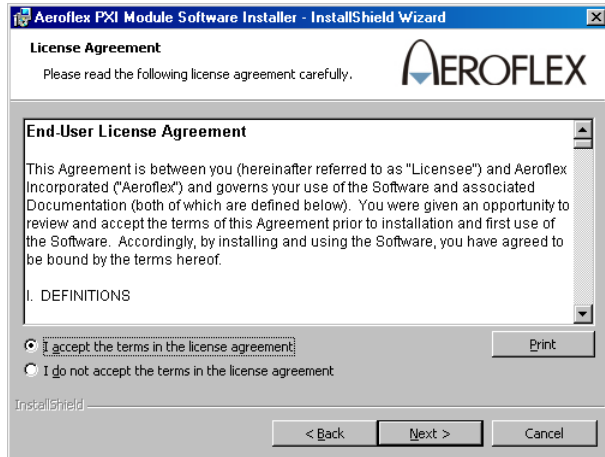 Aeroflex PXI Module Software Installer - InstallShield Wizard
License Agreement
Please read the following license agreement carefully.
AEROFLEX
End-User License Agreement
This Agreement is between you (hereinafter referred to as "Licensee") and Aeroflex
Incorporated ("Aeroflex") and governs your use of the Software and associated
Documentation (both of which are defined below). You were given an opportunity to
review and accept the terms of this Agreement prior to installation and first use of
the Software. Accordingly, by installing and using the Software, you have agreed to
be bound by the terms hereof.
I. DEFINITIONS
I accept the terms in the license agreement
Print
I do not accept the terms in the license agreement
InstallShield
< Back
Next >
Cancel